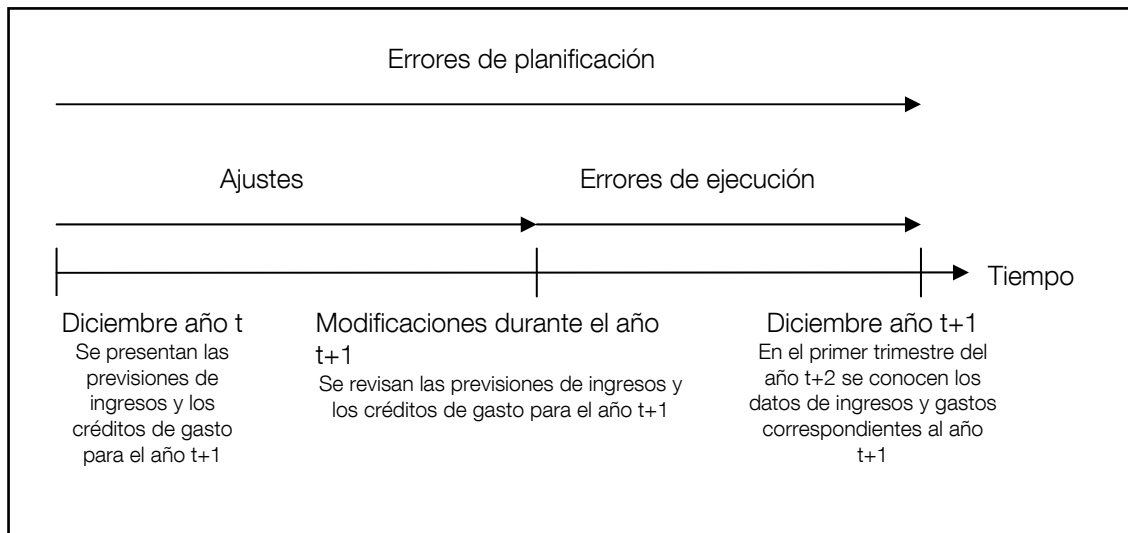 Errores de planificación
Ajustes
Errores de ejecución
Tiempo
Diciembre año t
Se presentan las
previsiones de
ingresos y los
créditos de gasto
para el año t+1
Modificaciones durante el año
t+1
Se revisan las previsiones de ingresos y
los créditos de gasto para el año t+1
Diciembre año t+1
En el primer trimestre del
año t+2 se conocen los
datos de ingresos y gastos
correspondientes al año
t+1